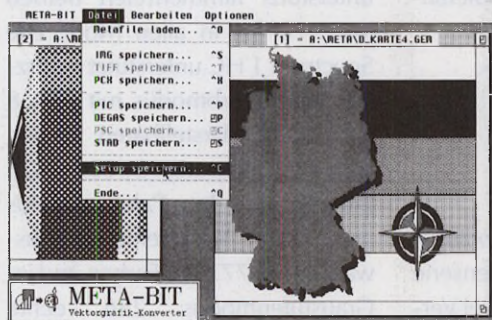 META-BIT Datei Bearbeiten Optionen
Metafile laden... ^O
[2] = A:\ME
[1] = A:\META\D_KARTE4.GEM
IMG speichern... ^S
TIFF speichern... ^T
PCX speichern... ^X
PIC speichern... ^P
DEGAS speichern... P
PSC speichern... C
STAD speichern... S
Setup speichern... ^C
Ende... ^Q
META-BIT
Vektorgrafik-Konverter